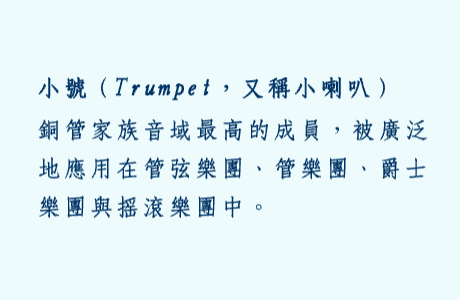 小號（Trumpet，又稱小喇叭）
銅管家族音域最高的成員，被廣泛
地應用在管弦樂團、管樂團、爵士
樂團與搖滾樂團中。